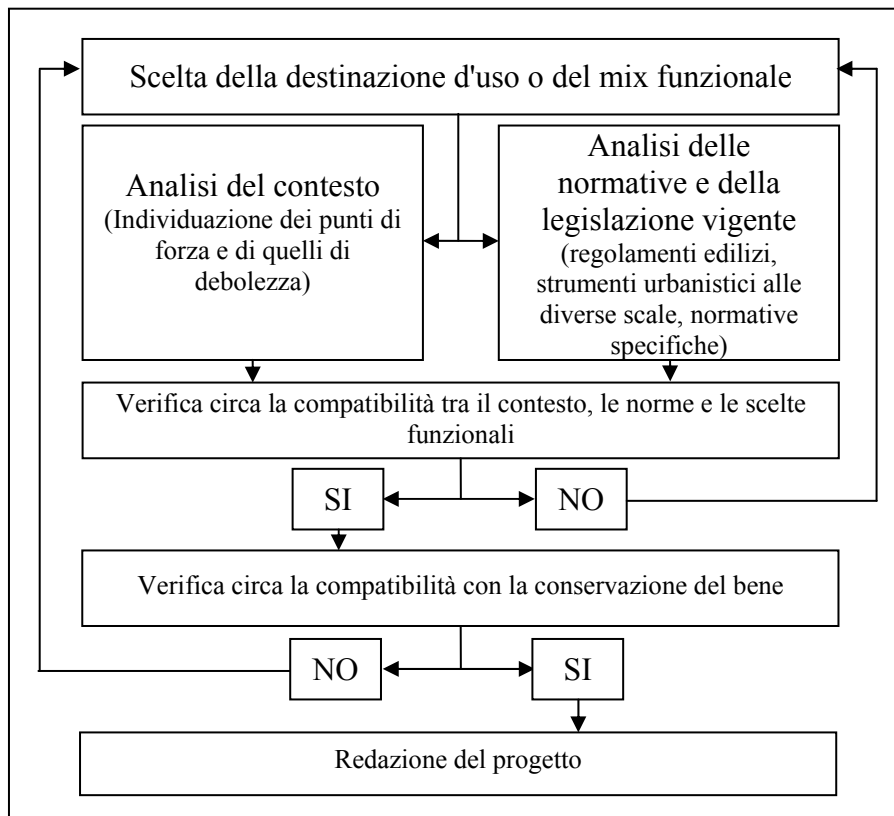 Scelta della destinazione d'uso o del mix funzionale
Analisi del contesto
(Individuazione dei punti di
forza e di quelli di
debolezza)
Analisi delle
normative e della
legislazione vigente
(regolamenti edilizi,
strumenti urbanistici alle
diverse scale, normative
specifiche)
Verifica circa la compatibilità tra il contesto, le norme e le scelte
funzionali
SI
NO
Verifica circa la compatibilità con la conservazione del bene
NO
SI
Redazione del progetto